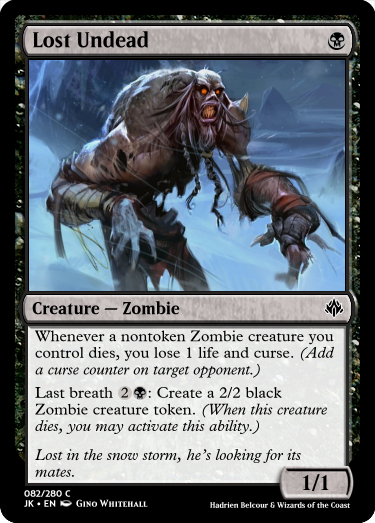 Lost Undead
Creature — Zombie
Whenever a nontoken Zombie creature you
control dies, you lose 1 life and curse. (Add
a curse counter on target opponent.)
Last breath 2: Create a 2/2 black
Zombie creature token. (When this creature
dies, you may activate this ability.)
Lost in the snow storm, he's looking for its
mates.
1/1
082/280 C
JK • EN Gino Whitehall
Hadrien Belcour & Wizards of the Coast